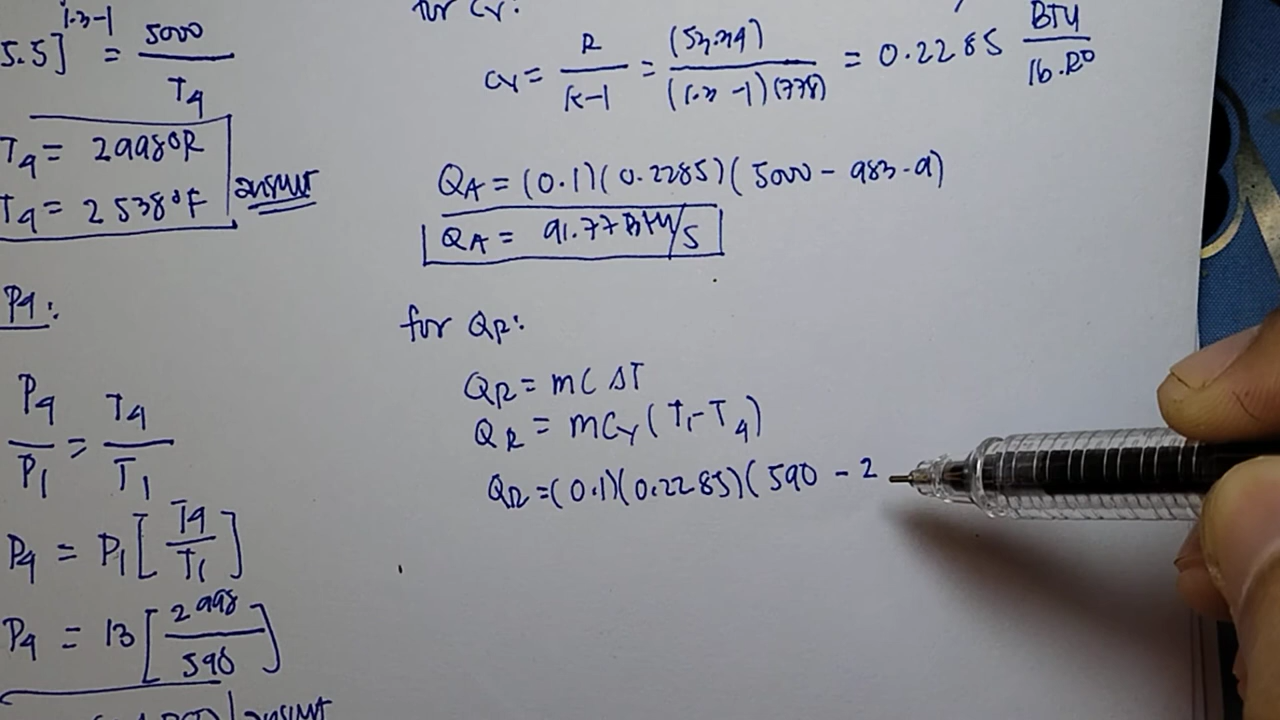 5.5]^1.3-1 = 5000 / T4
T4 = 2998°R
T4 = 2538°F answer
P4:
P4 / P1 = T4 / T1
P4 = P1 [T4 / T1]
P4 = 13 [2998 / 590]
answer
for Cv:
Cv = R / K-1 = (53.34) / (1.3 - 1)(778) = 0.2285 BTU / lb.R°
QA = (0.1)(0.2285)(5000 - 983.9)
QA = 91.77 BTU/S
for QR:
QR = mC ΔT
QR = mCv (T1 - T4)
QR = (0.1)(0.2285)(590 - 2